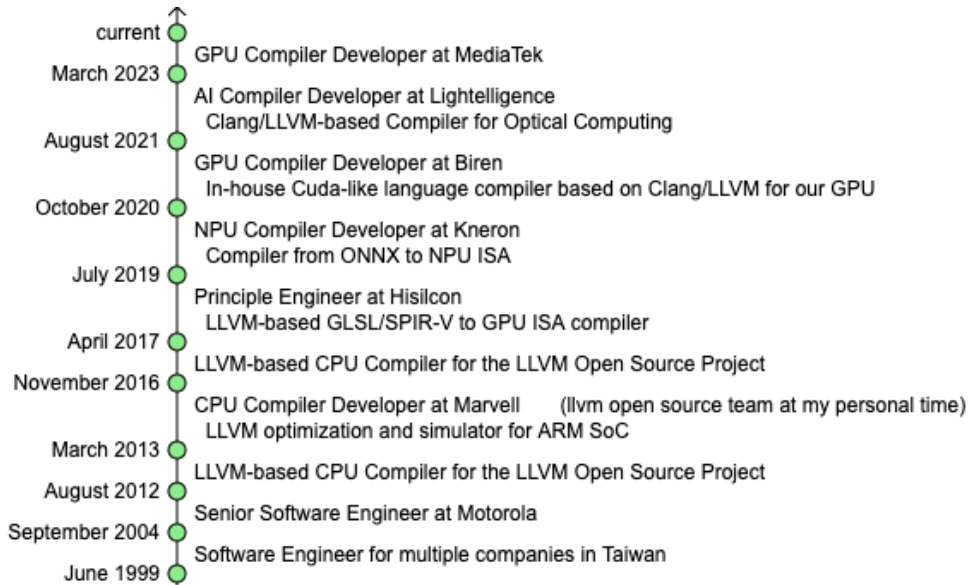 current
GPU Compiler Developer at MediaTek
March 2023
AI Compiler Developer at Lightelligence
Clang/LLVM-based Compiler for Optical Computing
August 2021
GPU Compiler Developer at Biren
In-house Cuda-like language compiler based on Clang/LLVM for our GPU
October 2020
NPU Compiler Developer at Kneron
Compiler from ONNX to NPU ISA
July 2019
Principle Engineer at Hisilcon
LLVM-based GLSL/SPIR-V to GPU ISA compiler
April 2017
LLVM-based CPU Compiler for the LLVM Open Source Project
November 2016
CPU Compiler Developer at Marvell (llvm open source team at my personal time)
LLVM optimization and simulator for ARM SoC
March 2013
LLVM-based CPU Compiler for the LLVM Open Source Project
August 2012
Senior Software Engineer at Motorola
September 2004
Software Engineer for multiple companies in Taiwan
June 1999